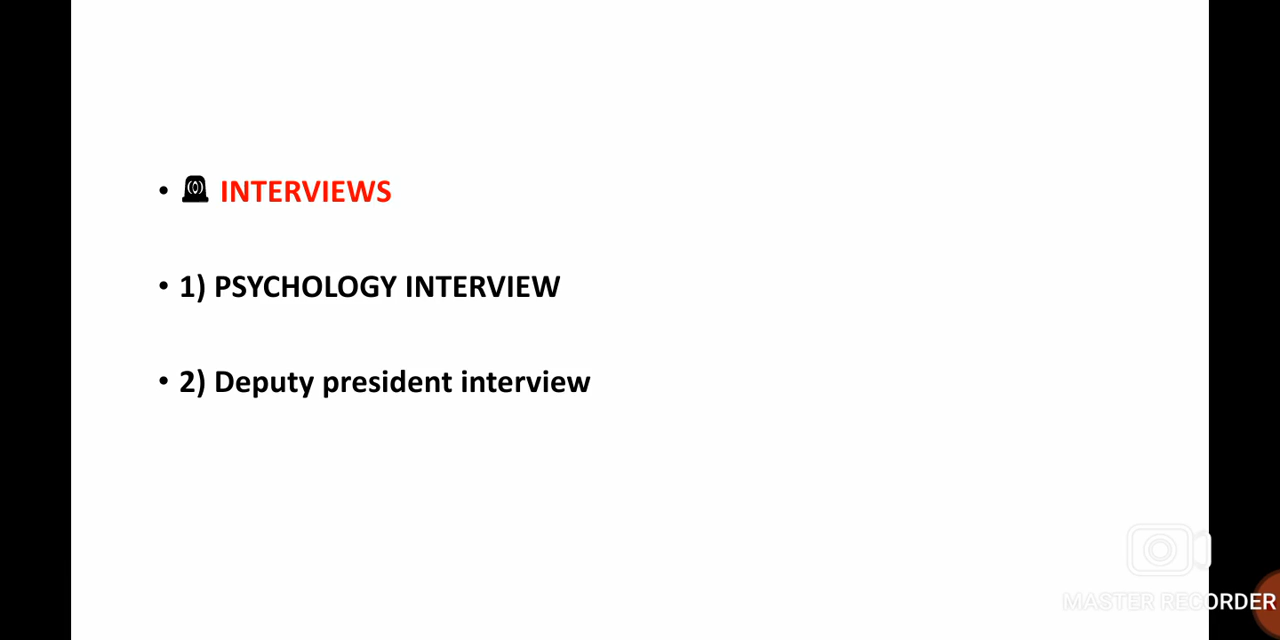 • INTERVIEWS
• 1) PSYCHOLOGY INTERVIEW
• 2) Deputy president interview
MASTER RECORDER